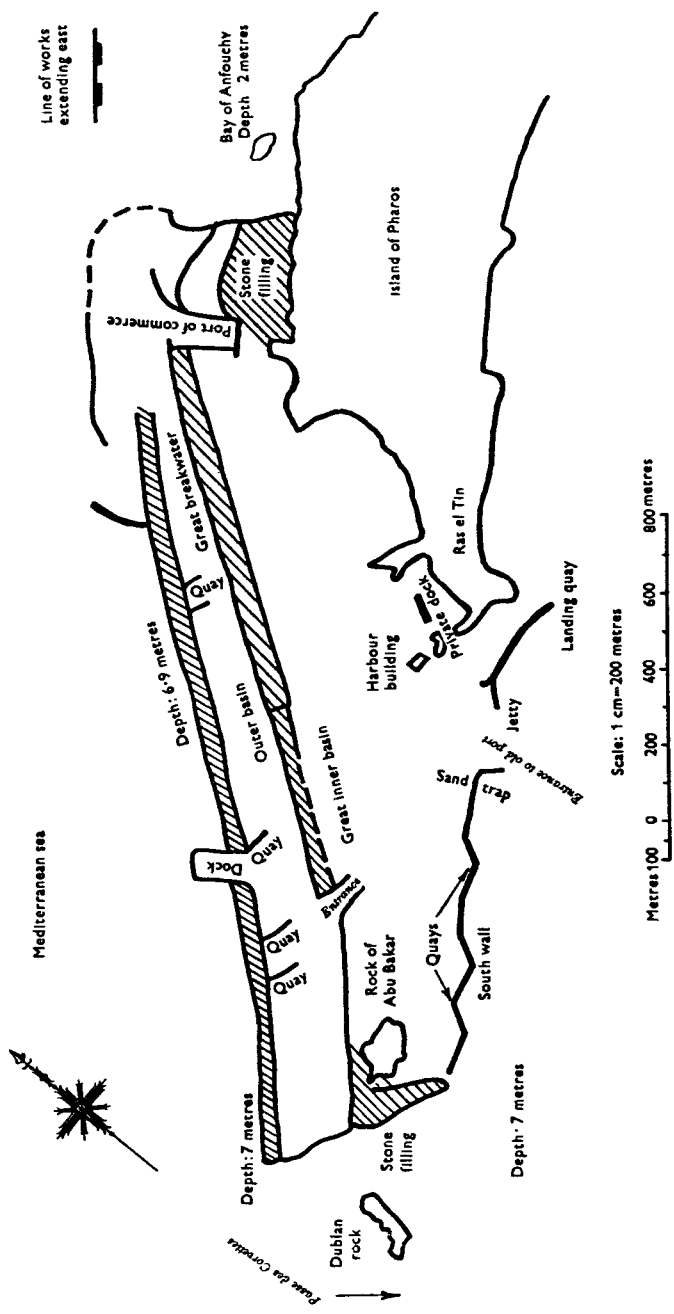 Mediterranean sea
Line of works
extending east
Bay of Anfouchy
Depth 2 metres
Port of commerce
Stone
filling
Island of Pharos
Great breakwater
Quay
Depth: 6·9 metres
Outer basin
Great inner basin
Dock
Quay
Entrance
Quay
Quay
Depth: 7 metres
Rock of
Abu Bakar
Stone
filling
Dublan
rock
Passe des Corvettes
Harbour
building
Private dock
Ras el Tin
Landing quay
Jetty
Entrance to old port
Sand
trap
Quays
South wall
Depth· 7 metres
Scale: 1 cm=200 metres
Metres 100 0 200 400 600 800 metres